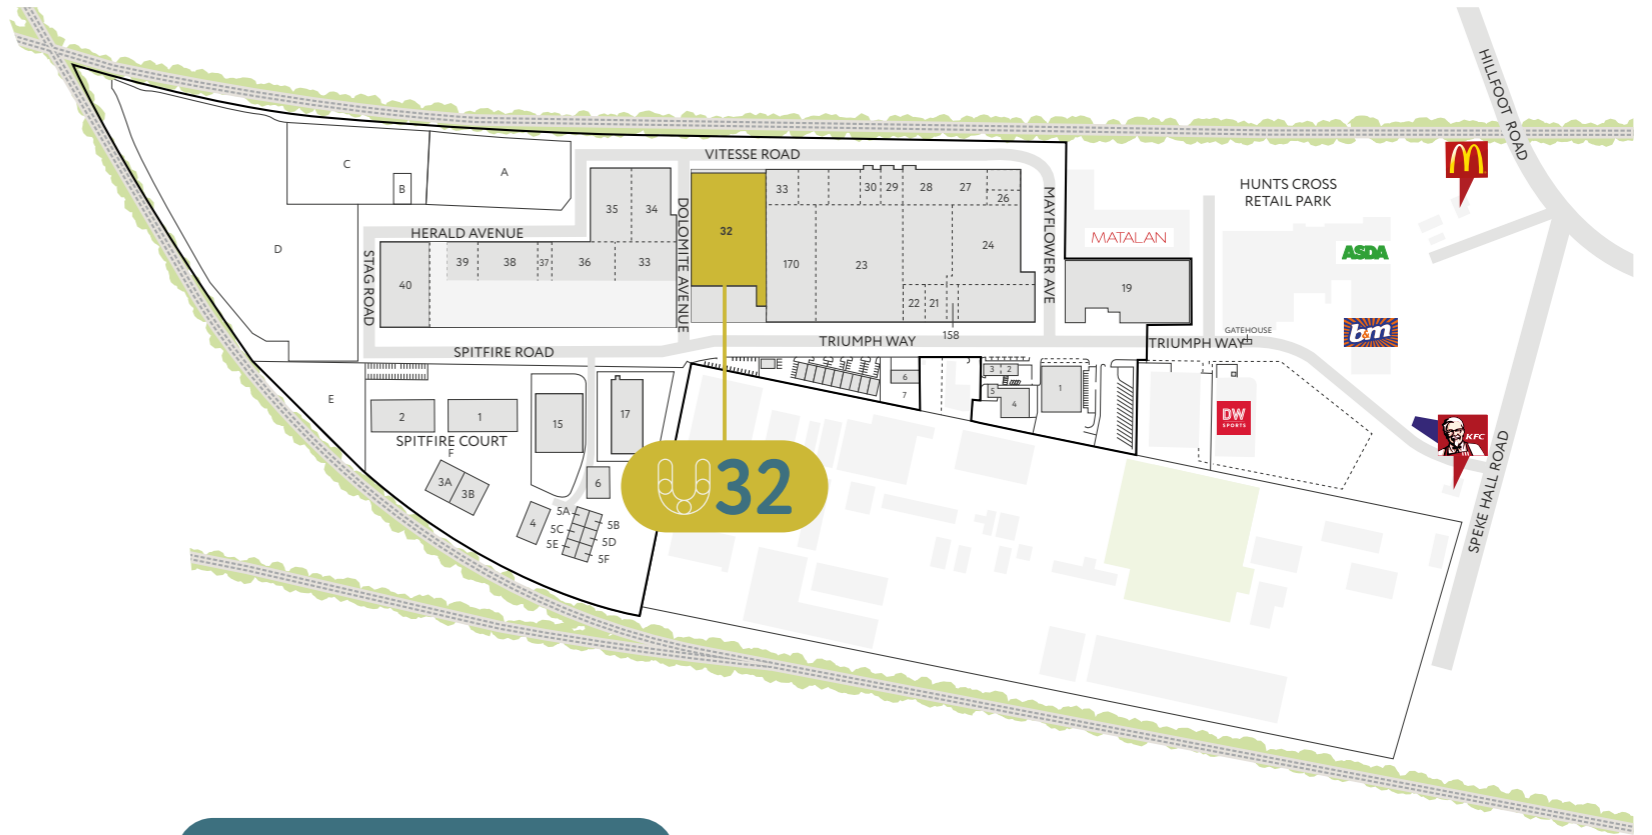 HILLFOOT ROAD
VITESSE ROAD
C
A
B
HUNTS CROSS
RETAIL PARK
33
30
29
28
27
26
35
34
DOLOMITE AVENUE
MAYFLOWER AVE
32
HERALD AVENUE
MATALAN
ASDA
D
STAG ROAD
39
38
37
36
33
170
23
24
40
19
22
21
158
GATEHOUSE
b&m
SPITFIRE ROAD
TRIUMPH WAY
TRIUMPH WAY
E
2
1
SPITFIRE COURT
F
15
17
6
7
3
2
5
4
1
DW
SPORTS
KFC
SPEKE HALL ROAD
3A
3B
6
4
5A
5B
5C
5D
5E
5F
32